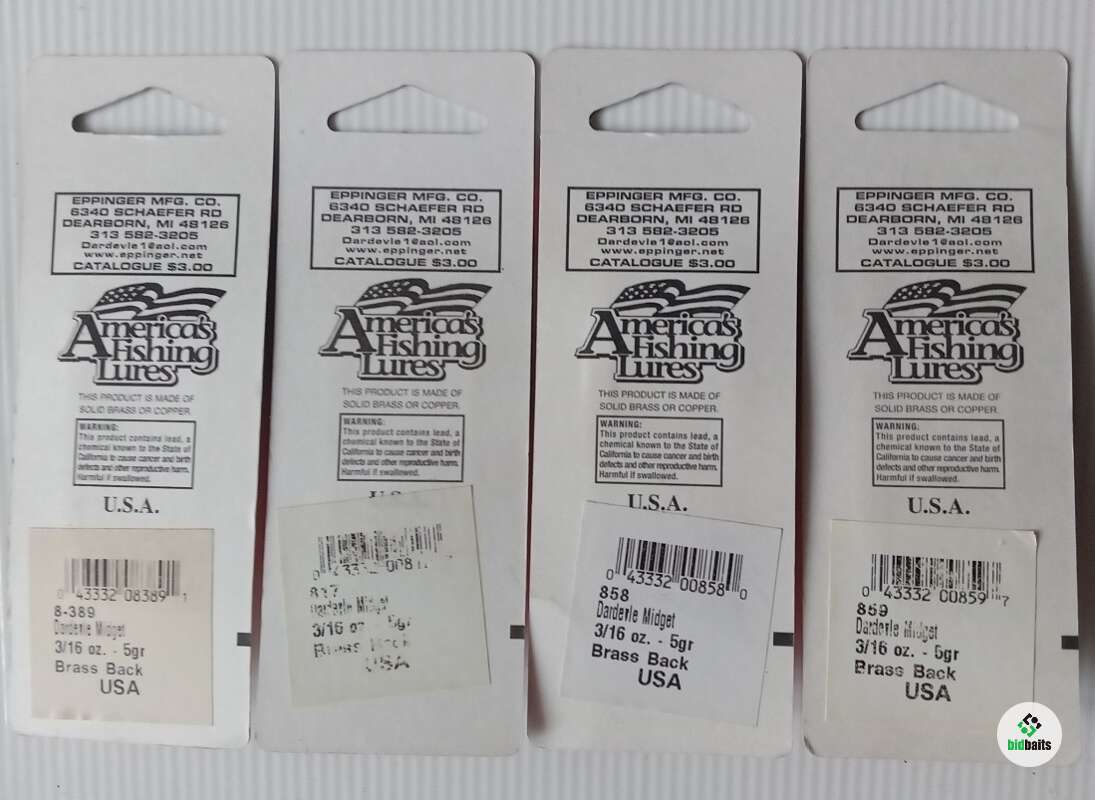 EPPINGER MFG. CO.
6340 SCHAEFER RD
DEARBORN, MI 48126
313 582-3205
Dardevle1@aol.com
www.eppinger.net
CATALOGUE $3.00
America's
Fishing
Lures
THIS PRODUCT IS MADE OF
SOLID BRASS OR COPPER.
WARNING:
This product contains lead, a
chemical known to the State of
California to cause cancer and birth
defects and other reproductive harm.
Harmful if swallowed.
U.S.A.
0 43332 08389 1
8-389
Dardevle Midget
3/16 oz. - 5gr
Brass Back
USA
EPPINGER MFG. CO.
6340 SCHAEFER RD
DEARBORN, MI 48126
313 582-3205
Dardevle1@aol.com
www.eppinger.net
CATALOGUE $3.00
America's
Fishing
Lures
THIS PRODUCT IS MADE OF
SOLID BRASS OR COPPER.
WARNING:
This product contains lead, a
chemical known to the State of
California to cause cancer and birth
defects and other reproductive harm.
Harmful if swallowed.
0 43332
Dardevle Midget
3/16 oz - 5gr
Brass Back
USA
EPPINGER MFG. CO.
6340 SCHAEFER RD
DEARBORN, MI 48126
313 582-3205
Dardevle1@aol.com
www.eppinger.net
CATALOGUE $3.00
America's
Fishing
Lures
THIS PRODUCT IS MADE OF
SOLID BRASS OR COPPER.
WARNING:
This product contains lead, a
chemical known to the State of
California to cause cancer and birth
defects and other reproductive harm.
Harmful if swallowed.
U.S.A.
0 43332 00858 0
858
Dardevle Midget
3/16 oz. - 5gr
Brass Back
USA
EPPINGER MFG. CO.
6340 SCHAEFER RD
DEARBORN, MI 48126
313 582-3205
Dardevle1@aol.com
www.eppinger.net
CATALOGUE $3.00
America's
Fishing
Lures
THIS PRODUCT IS MADE OF
SOLID BRASS OR COPPER.
WARNING:
This product contains lead, a
chemical known to the State of
California to cause cancer and birth
defects and other reproductive harm.
Harmful if swallowed.
U.S.A.
0 43332 00859 7
859
Dardevle Midget
3/16 oz. - 5gr
Brass Back
USA
bidbaits